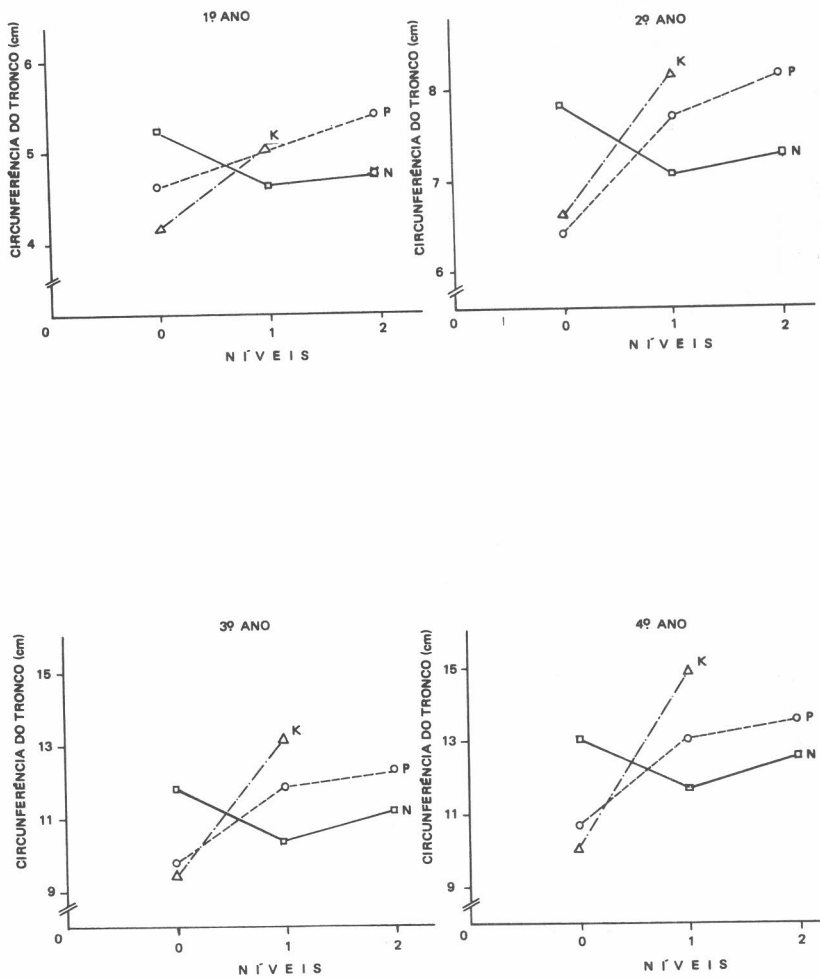 1º ANO
CIRCUNFERÊNCIA DO TRONCO (cm)
6
5
4
0
K
P
N
0 1 2
NÍVEIS
2º ANO
CIRCUNFERÊNCIA DO TRONCO (cm)
8
7
6
0
K
P
N
0 1 2
NÍVEIS
3º ANO
CIRCUNFERÊNCIA DO TRONCO (cm)
15
13
11
9
0
K
P
N
0 1 2
NÍVEIS
4º ANO
CIRCUNFERÊNCIA DO TRONCO (cm)
15
13
11
9
0
K
P
N
0 1 2
NÍVEIS